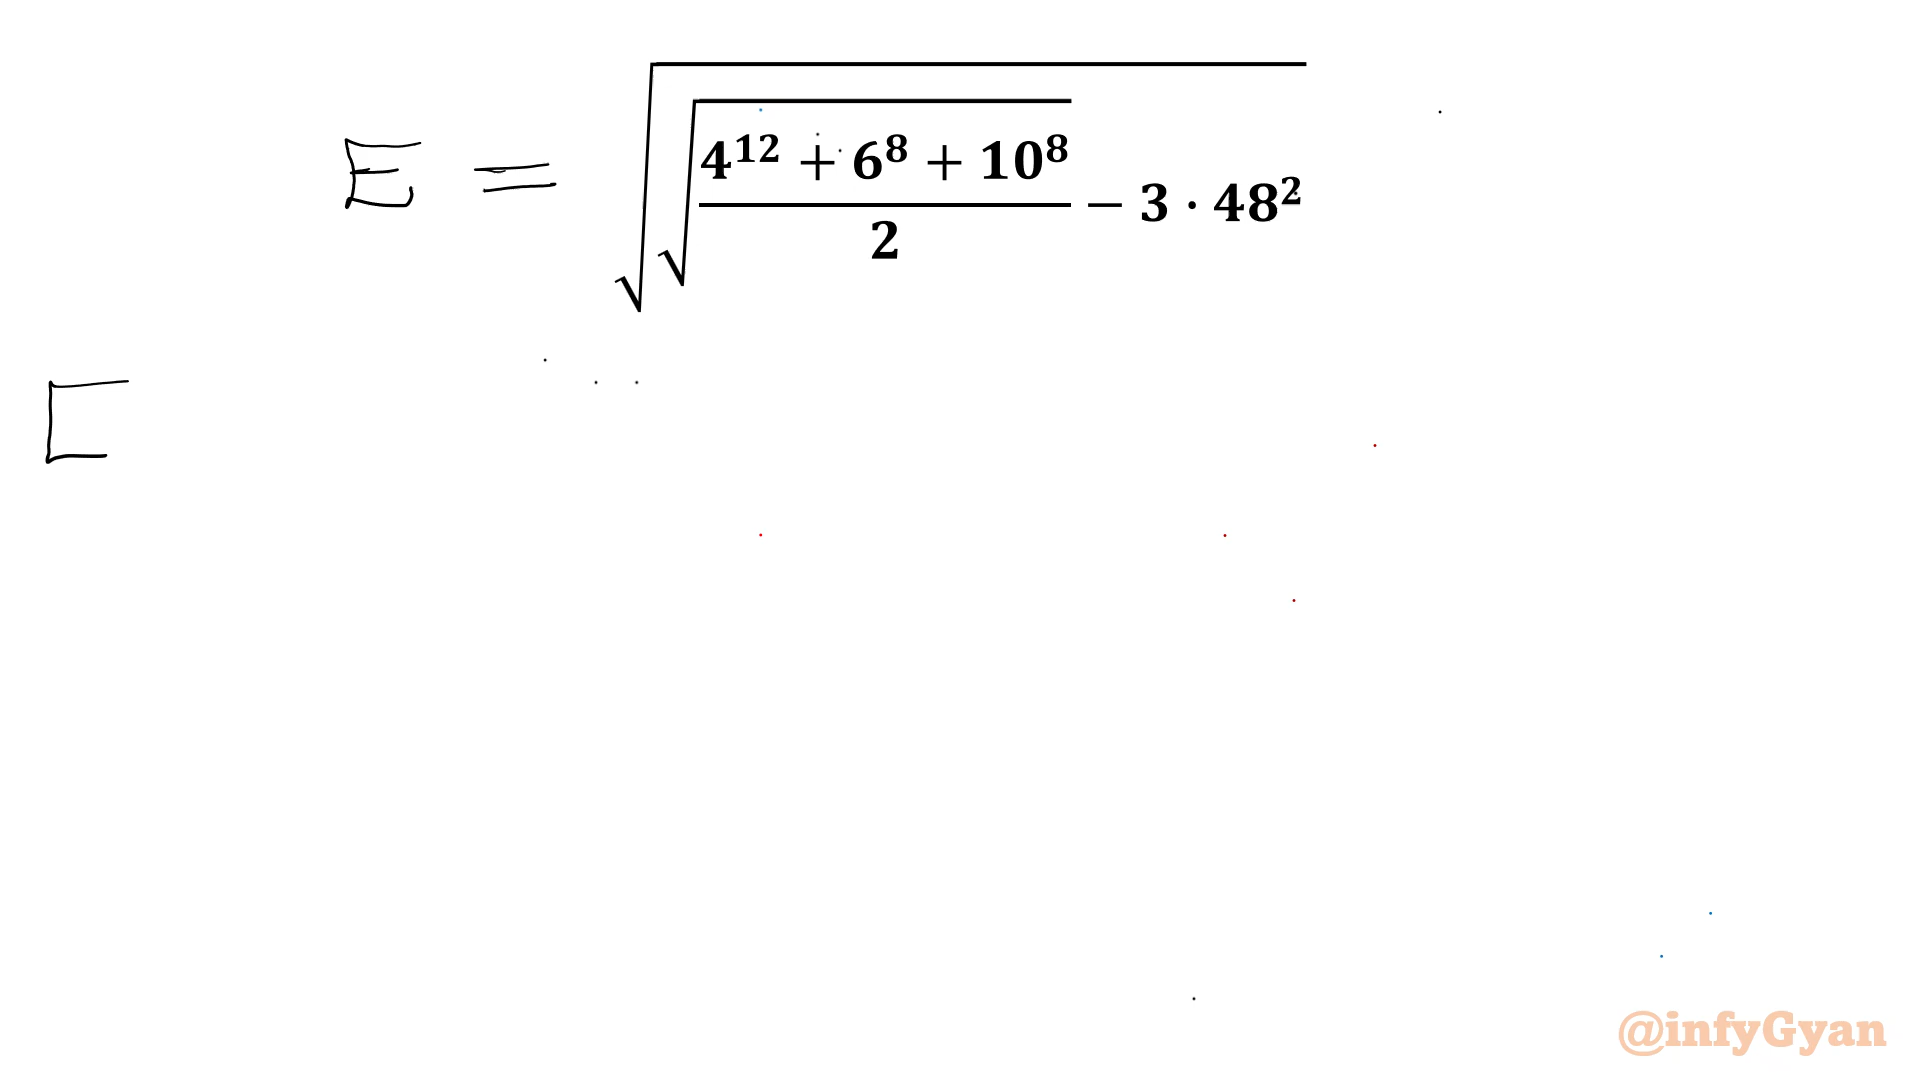 E = √(√((4¹² + 6⁸ + 10⁸)/2) − 3 · 48²)
@infyGyan